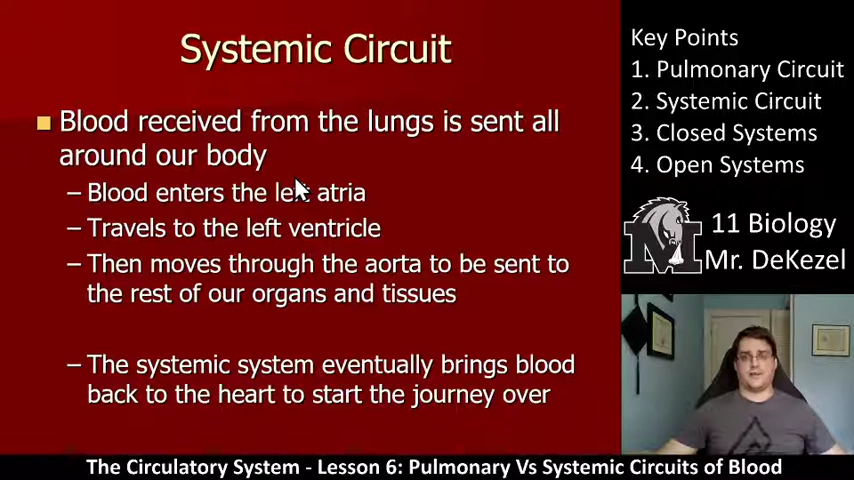 Systemic Circuit
Blood received from the lungs is sent all
around our body
– Blood enters the left atria
– Travels to the left ventricle
– Then moves through the aorta to be sent to
the rest of our organs and tissues
– The systemic system eventually brings blood
back to the heart to start the journey over
Key Points
1. Pulmonary Circuit
2. Systemic Circuit
3. Closed Systems
4. Open Systems
M
11 Biology
Mr. DeKezel
The Circulatory System - Lesson 6: Pulmonary Vs Systemic Circuits of Blood